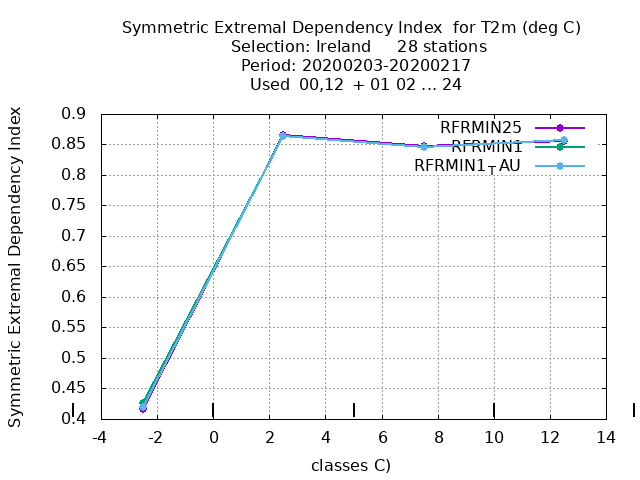 Symmetric Extremal Dependency Index for T2m (deg C)
Selection: Ireland 28 stations
Period: 20200203-20200217
Used 00,12 + 01 02 ... 24
Symmetric Extremal Dependency Index
0.9
0.85
0.8
0.75
0.7
0.65
0.6
0.55
0.5
0.45
0.4
RFRMIN25
RFRMIN1
RFRMIN1TAU
-4 -2 0 2 4 6 8 10 12 14
classes C)